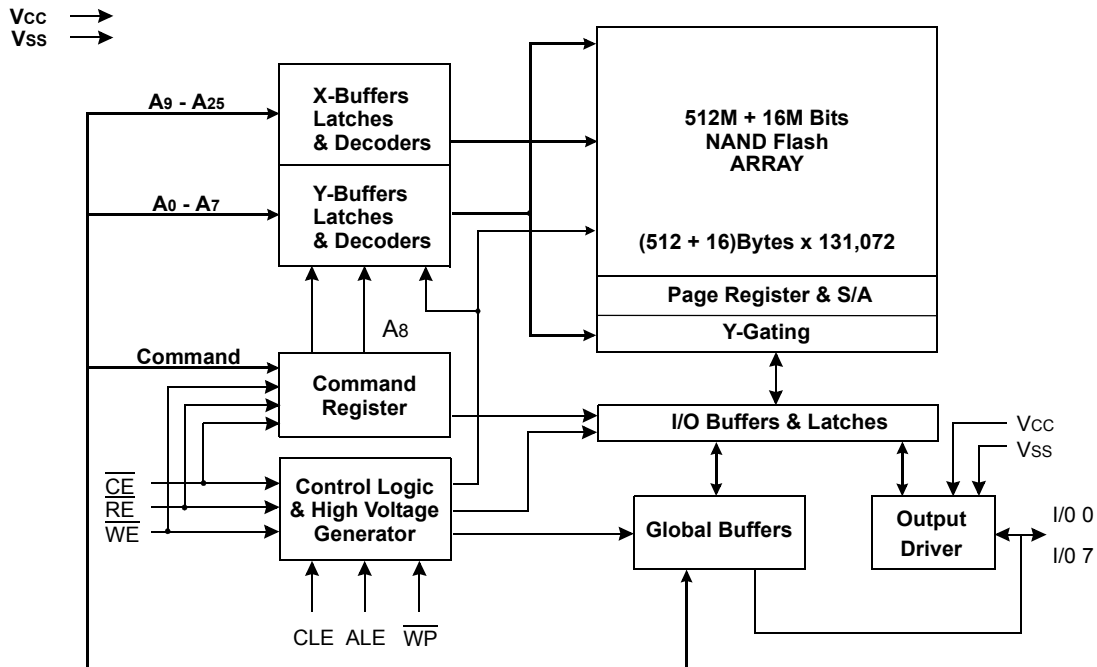 VCC
VSS
A9 - A25
X-Buffers
Latches
& Decoders
512M + 16M Bits
NAND Flash
ARRAY
A0 - A7
Y-Buffers
Latches
& Decoders
(512 + 16)Bytes x 131,072
Page Register & S/A
Y-Gating
A8
Command
Command
Register
I/O Buffers & Latches
VCC
VSS
CE
RE
WE
Control Logic
& High Voltage
Generator
Global Buffers
Output
Driver
I/0 0
I/0 7
CLE ALE WP